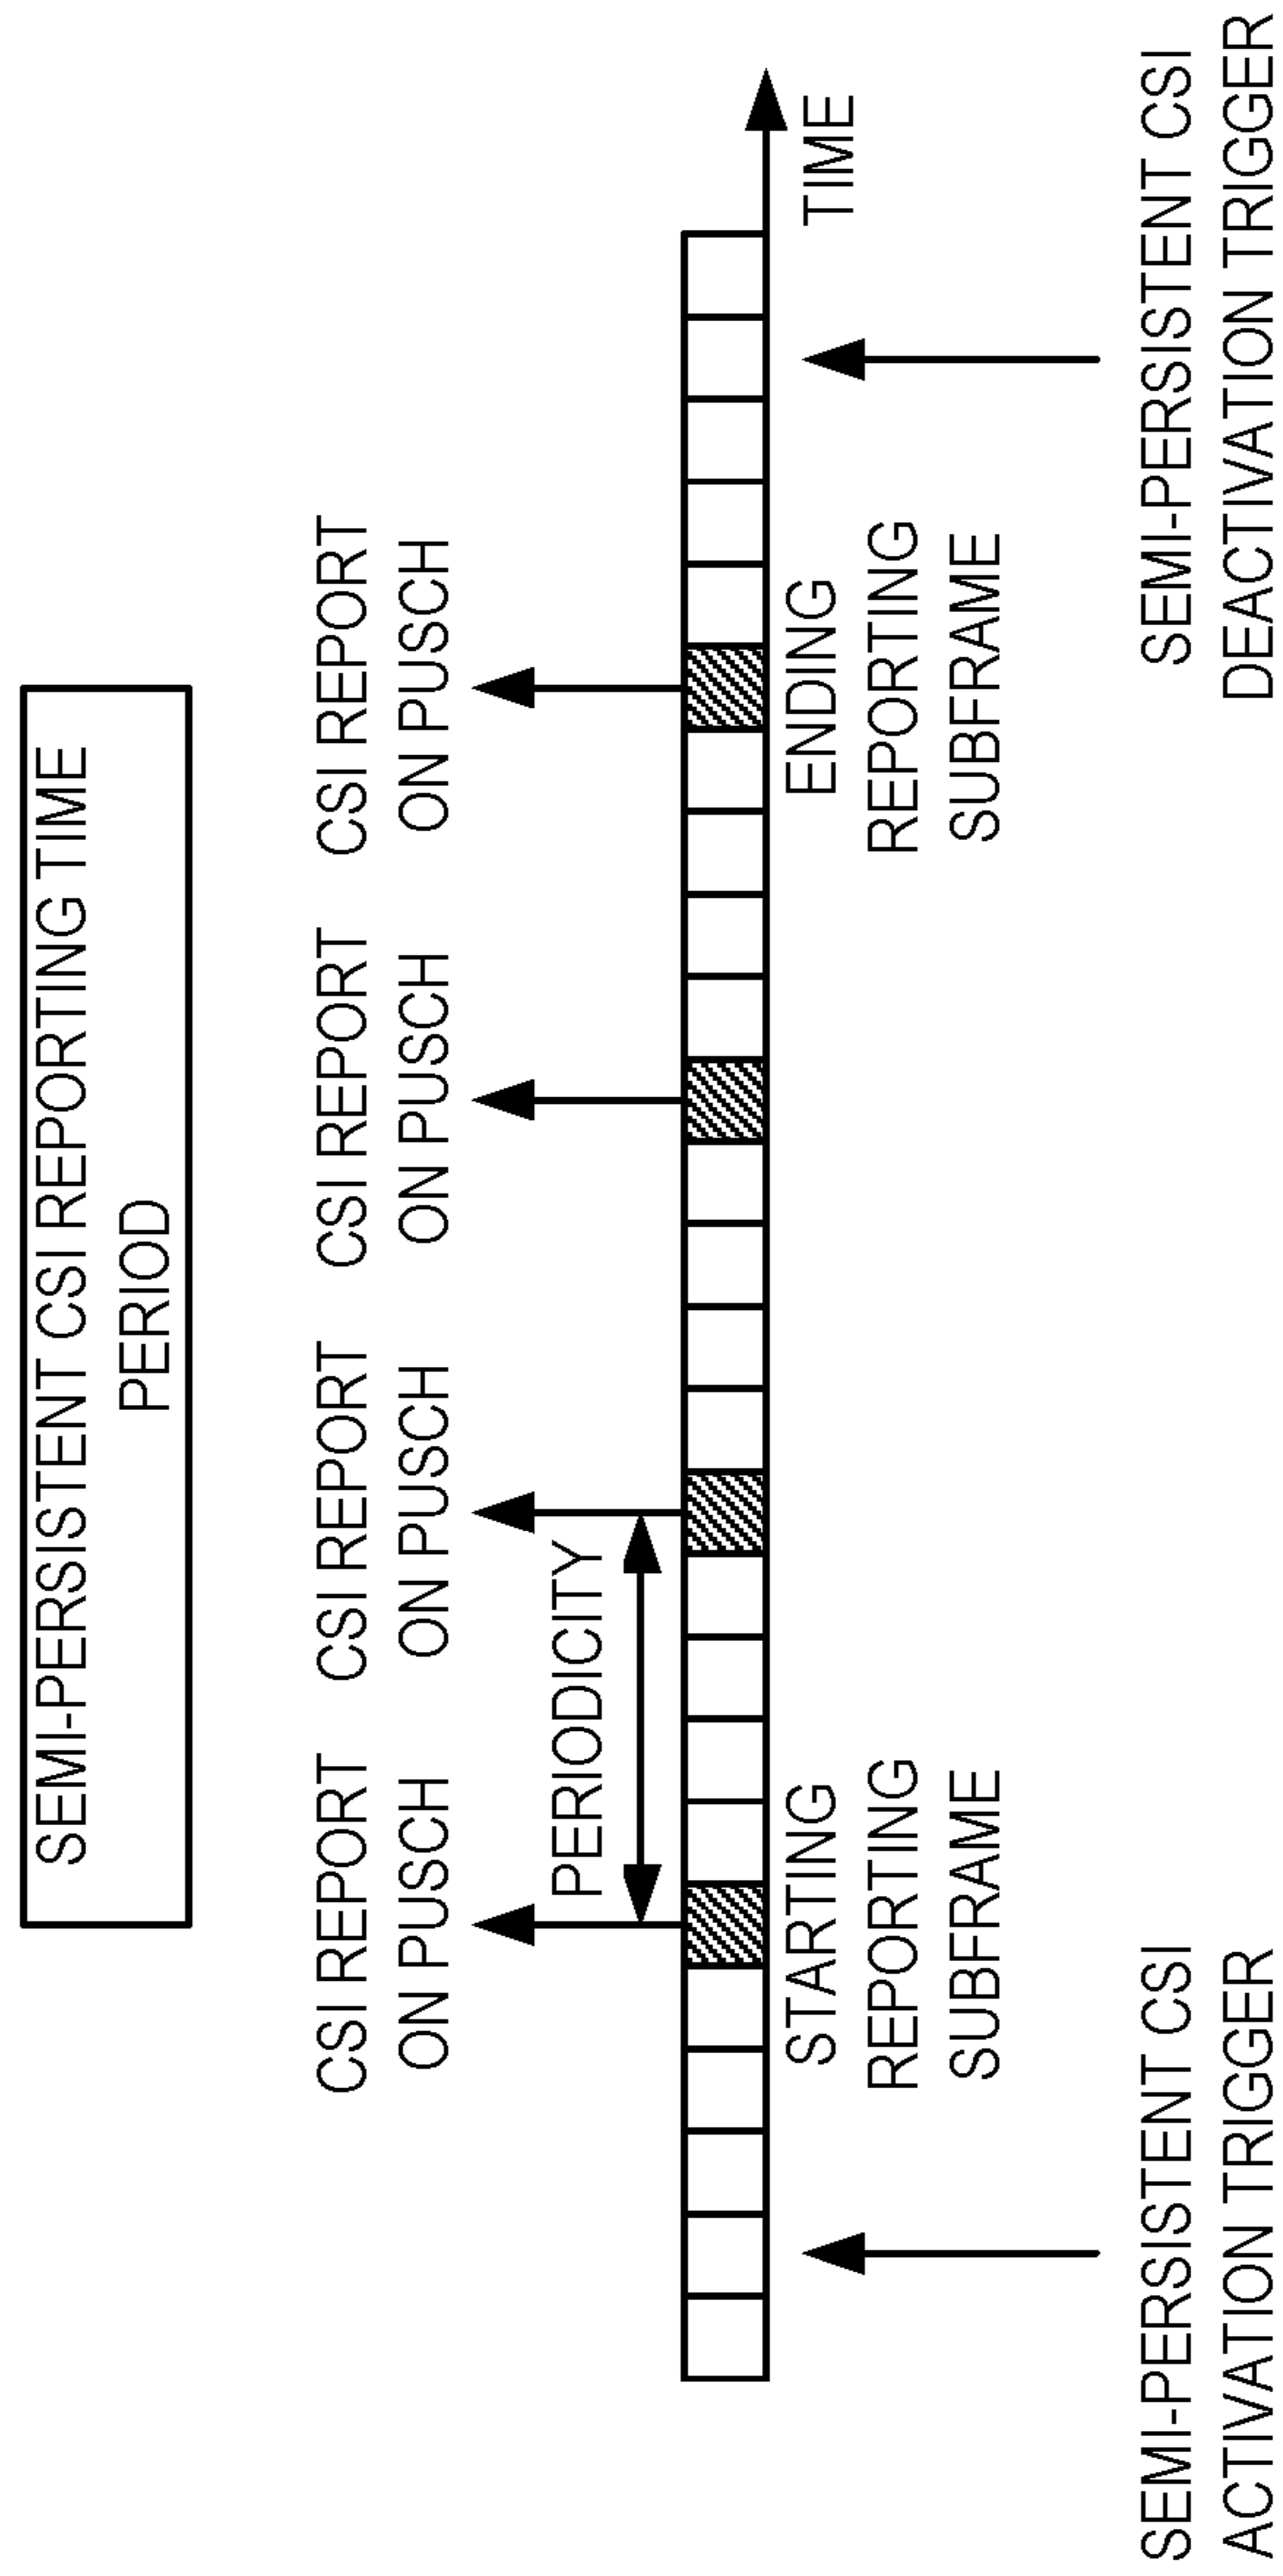 SEMI-PERSISTENT CSI REPORTING TIME
PERIOD
CSI REPORT
ON PUSCH
CSI REPORT
ON PUSCH
CSI REPORT
ON PUSCH
CSI REPORT
ON PUSCH
PERIODICITY
TIME
STARTING
REPORTING
SUBFRAME
ENDING
REPORTING
SUBFRAME
SEMI-PERSISTENT CSI
ACTIVATION TRIGGER
SEMI-PERSISTENT CSI
DEACTIVATION TRIGGER